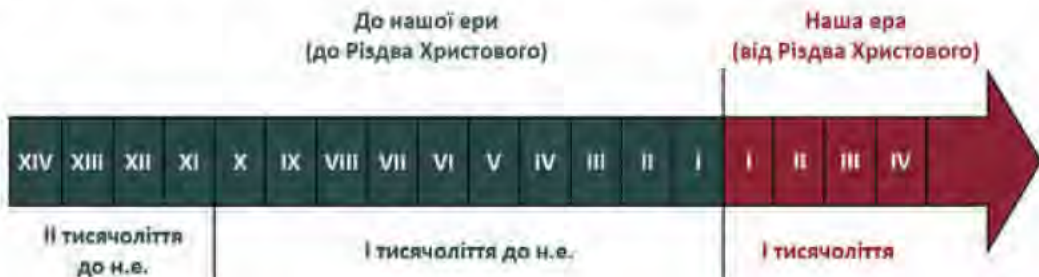 До нашої ери
(до Різдва Христового)
Наша ера
(від Різдва Христового)
XIV XIII XII XI X IX VIII VII VI V IV III II I I II III IV
II тисячоліття
до н.е.
I тисячоліття до н.е.
I тисячоліття